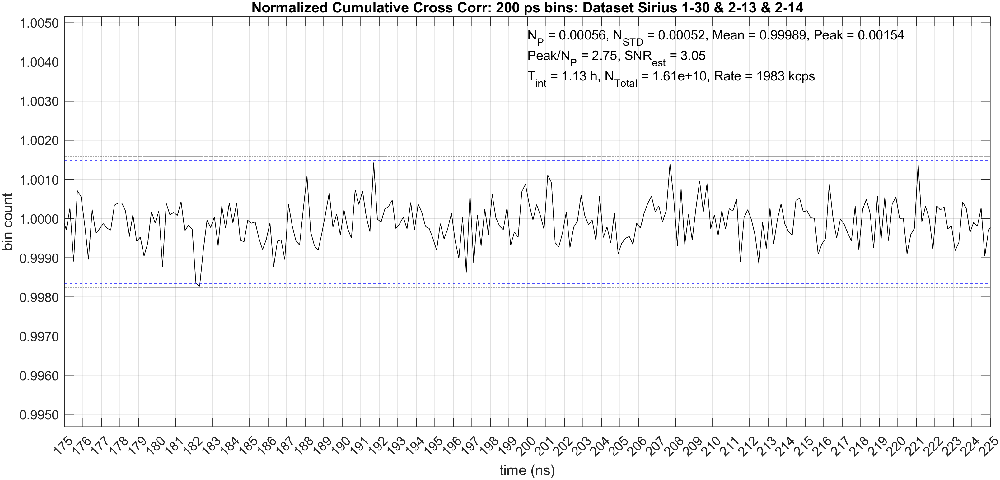 Normalized Cumulative Cross Corr: 200 ps bins: Dataset Sirius 1-30 & 2-13 & 2-14
N_P = 0.00056, N_STD = 0.00052, Mean = 0.99989, Peak = 0.00154
Peak/N_P = 2.75, SNR_est = 3.05
T_int = 1.13 h, N_Total = 1.61e+10, Rate = 1983 kcps
1.0050
1.0040
1.0030
1.0020
1.0010
1.0000
0.9990
0.9980
0.9970
0.9960
0.9950
bin count
175 176 177 178 179 180 181 182 183 184 185 186 187 188 189 190 191 192 193 194 195 196 197 198 199 200 201 202 203 204 205 206 207 208 209 210 211 212 213 214 215 216 217 218 219 220 221 222 223 224 225
time (ns)